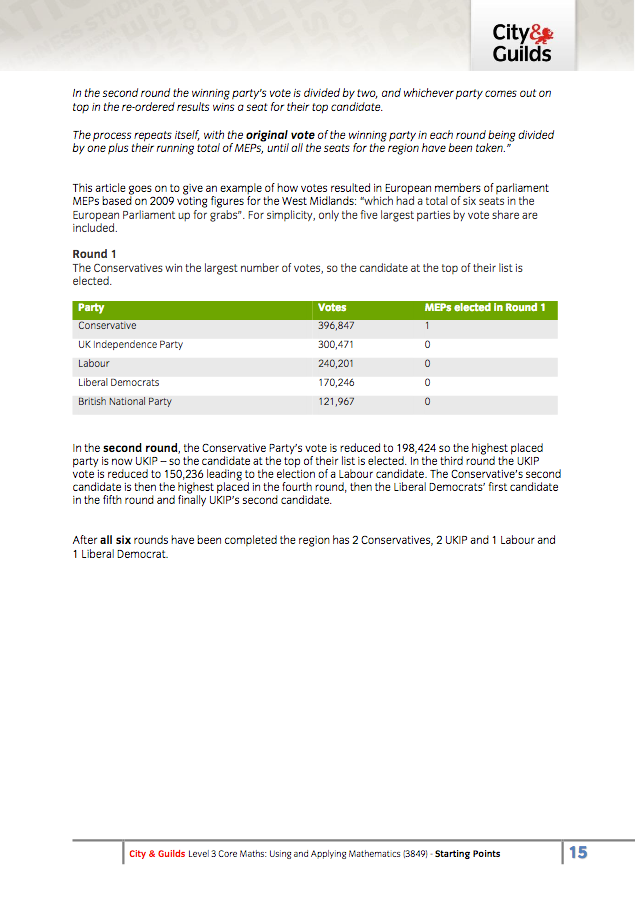 City&
Guilds
In the second round the winning party's vote is divided by two, and whichever party comes out on
top in the re-ordered results wins a seat for their top candidate.
The process repeats itself, with the original vote of the winning party in each round being divided
by one plus their running total of MEPs, until all the seats for the region have been taken."
This article goes on to give an example of how votes resulted in European members of parliament
MEPs based on 2009 voting figures for the West Midlands: "which had a total of six seats in the
European Parliament up for grabs". For simplicity, only the five largest parties by vote share are
included.
Round 1
The Conservatives win the largest number of votes, so the candidate at the top of their list is
elected.
Party Votes MEPs elected in Round 1
Conservative 396,847 1
UK Independence Party 300,471 0
Labour 240,201 0
Liberal Democrats 170,246 0
British National Party 121,967 0
In the second round, the Conservative Party's vote is reduced to 198,424 so the highest placed
party is now UKIP – so the candidate at the top of their list is elected. In the third round the UKIP
vote is reduced to 150,236 leading to the election of a Labour candidate. The Conservative's second
candidate is then the highest placed in the fourth round, then the Liberal Democrats' first candidate
in the fifth round and finally UKIP's second candidate.
After all six rounds have been completed the region has 2 Conservatives, 2 UKIP and 1 Labour and
1 Liberal Democrat.
City & Guilds Level 3 Core Maths: Using and Applying Mathematics (3849) - Starting Points 15